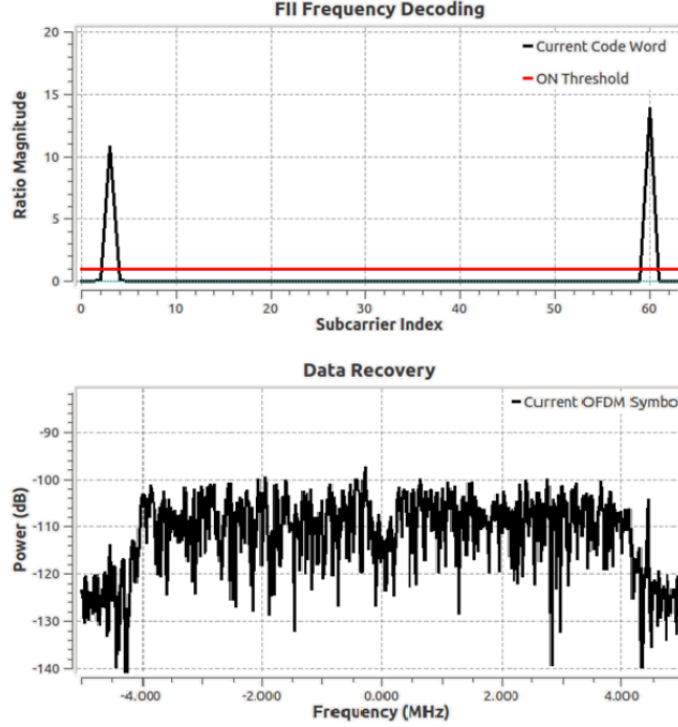 FII Frequency Decoding
20
Current Code Word
ON Threshold
15
10
5
0
Ratio Magnitude
0 10 20 30 40 50 60
Subcarrier Index
Data Recovery
Current OFDM Symbo
-90
-100
-110
-120
-130
-140
Power (dB)
-4.000 -2.000 0.000 2.000 4.000
Frequency (MHz)